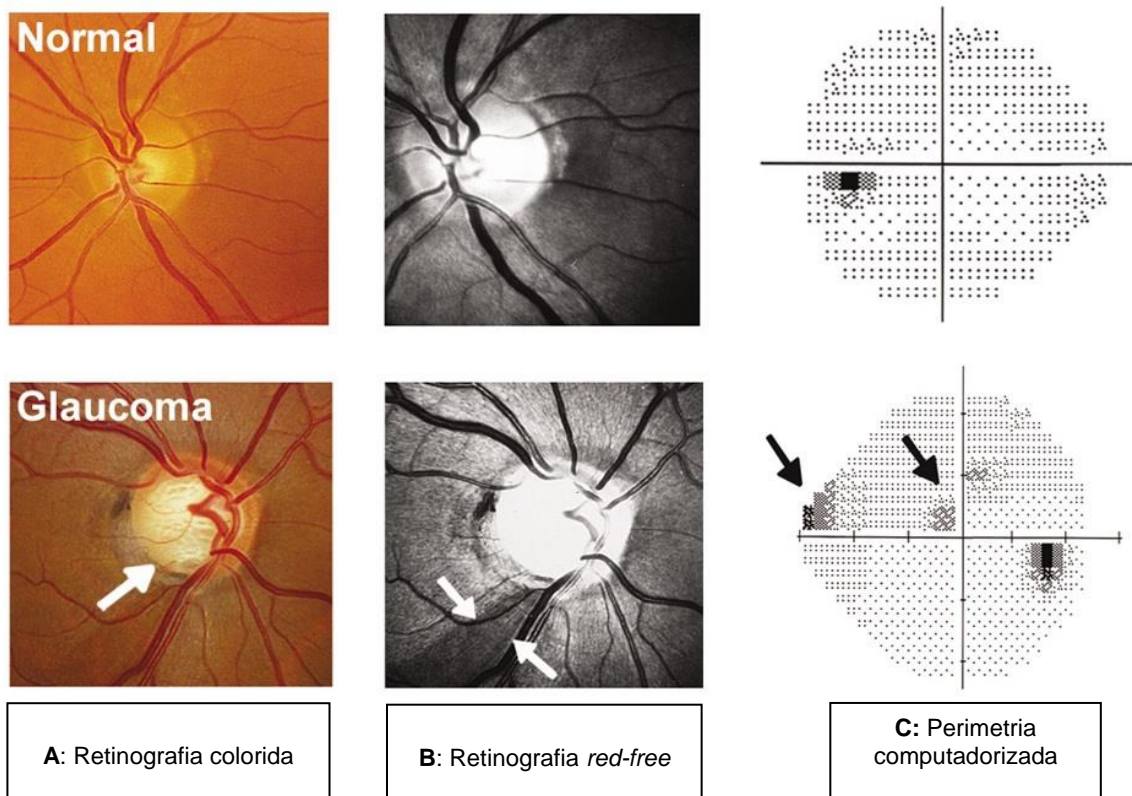 Normal
Glaucoma
A: Retinografia colorida
B: Retinografia red-free
C: Perimetria
computadorizada